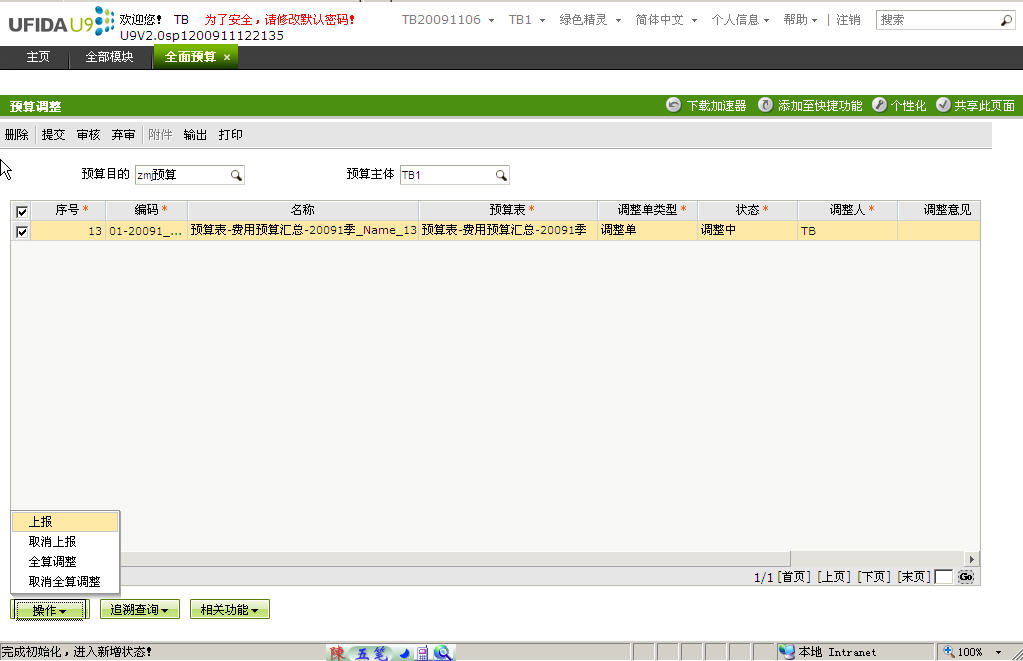 UFIDA U9 欢迎您! TB 为了安全，请修改默认密码! TB20091106 TB1 绿色精灵 简体中文 个人信息 帮助 | 注销 搜索
U9V2.0sp1200911122135
主页 全部模块 全面预算 ×
预算调整 下载加速器 添加至快捷功能 个性化 共享此页面
删除 提交 审核 弃审 附件 输出 打印
预算目的 zmj预算 预算主体 TB1
序号* 编码* 名称 预算表* 调整单类型* 状态* 调整人* 调整意见
13 01-20091_... 预算表-费用预算汇总-20091季_Name_13 预算表-费用预算汇总-20091季 调整单 调整中 TB
上报
取消上报
全算调整
取消全算调整
1/1 [首页] [上页] [下页] [末页] Go
操作 追溯查询 相关功能
完成初始化，进入新增状态! 陳 五笔 本地 Intranet 100%